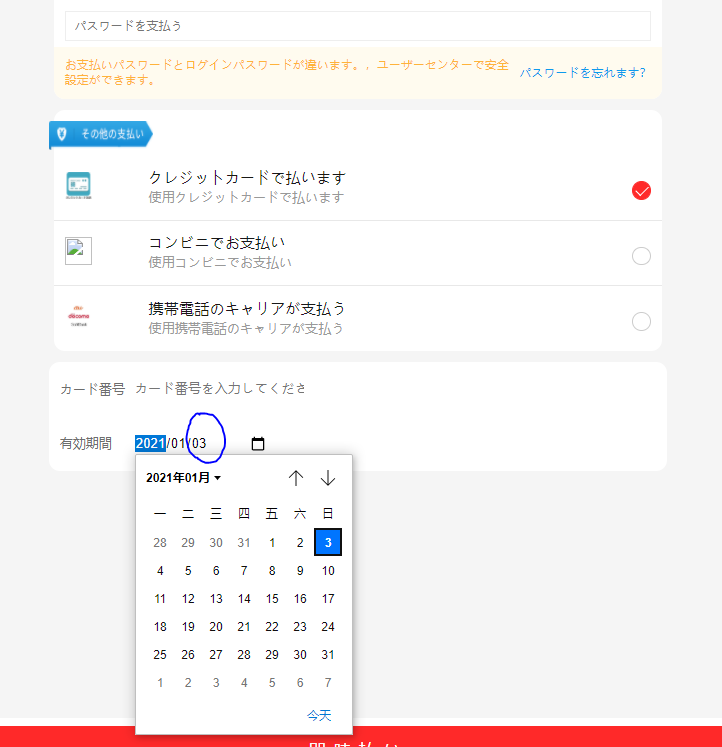 パスワードを支払う
お支払いパスワードとログインパスワードが違います。，ユーザーセンターで安全
設定ができます。
パスワードを忘れます?
その他の支払い
クレジットカードで払います
使用クレジットカードで払います
コンビニでお支払い
使用コンビニでお支払い
携帯電話のキャリアが支払う
使用携帯電話のキャリアが支払う
カード番号 カード番号を入力してくださ
有効期間 2021/01/03
2021年01月
一 二 三 四 五 六 日
28 29 30 31 1 2 3
4 5 6 7 8 9 10
11 12 13 14 15 16 17
18 19 20 21 22 23 24
25 26 27 28 29 30 31
1 2 3 4 5 6 7
今天
即時払い